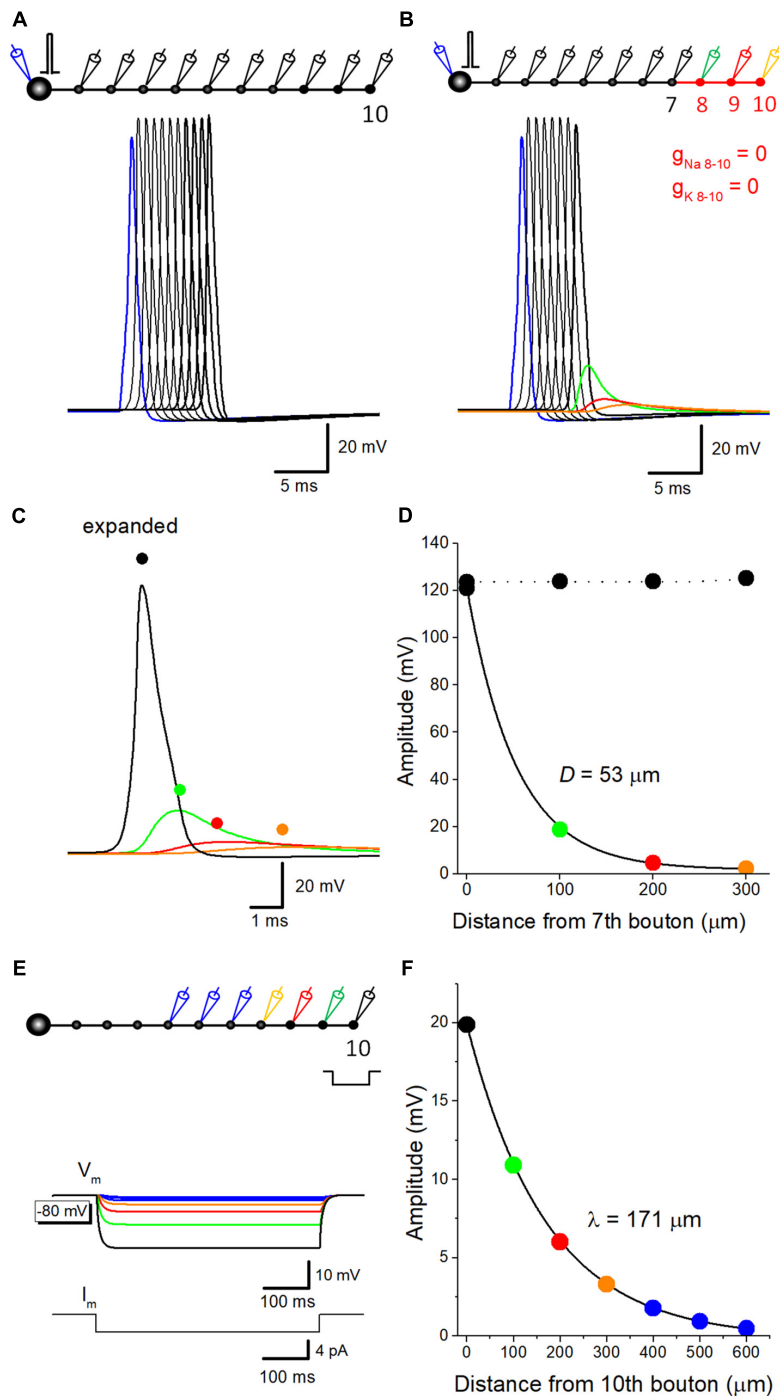 A
B
10
7
8
9
10
g Na 8-10 = 0
g K 8-10 = 0
20 mV
5 ms
20 mV
5 ms
C
expanded
20 mV
1 ms
D
140
120
100
80
60
40
20
0
Amplitude (mV)
D = 53 μm
0
100
200
300
Distance from 7th bouton (μm)
E
10
Vm
-80 mV
10 mV
100 ms
Im
4 pA
100 ms
F
20
15
10
5
0
Amplitude (mV)
λ = 171 μm
0
100
200
300
400
500
600
Distance from 10th bouton (μm)